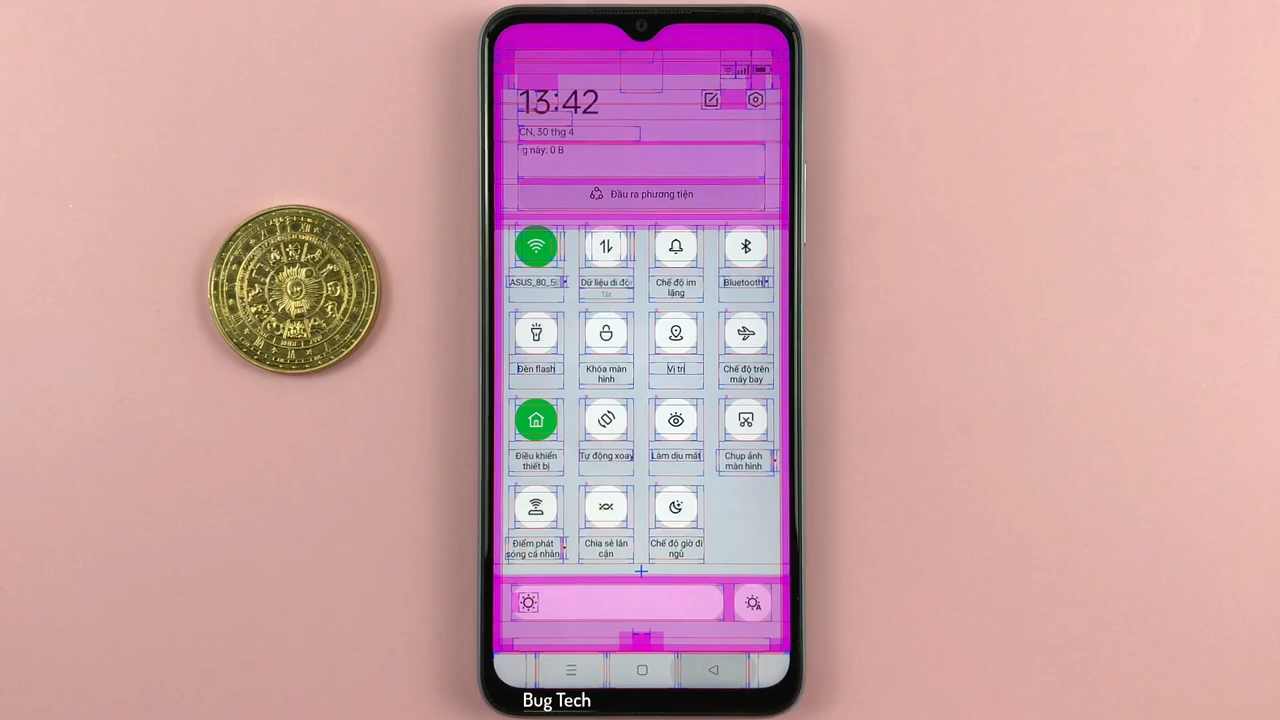 13:42
CN, 30 thg 4
g này: 0 B
Đầu ra phương tiện
ASUS_80_5
Dữ liệu di độn
Tắt
Chế độ im
lặng
Bluetooth
Đèn flash
Khóa màn
hình
Vị trí
Chế độ trên
máy bay
Điều khiển
thiết bị
Tự động xoay
Làm dịu mắt
Chụp ảnh
màn hình
Điểm phát
sóng cá nhân
Chia sẻ lân
cận
Chế độ giờ đi
ngủ
Bug Tech